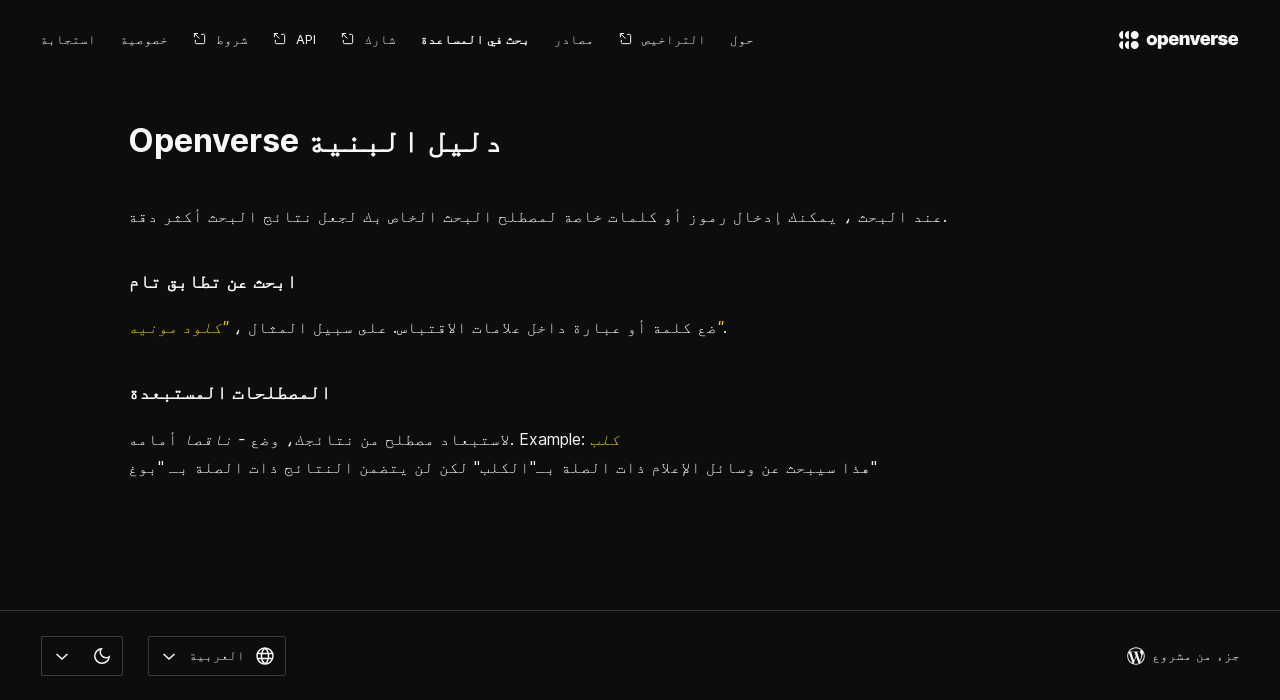 openverse
حول
التراخيص
مصادر
بحث في المساعدة
شارك
API
شروط
خصوصية
استجابة
دليل البنية Openverse
عند البحث ، يمكنك إدخال رموز أو كلمات خاصة لمصطلح البحث الخاص بك لجعل نتائج البحث أكثر دقة.
ابحث عن تطابق تام
ضع كلمة أو عبارة داخل علامات الاقتباس. على سبيل المثال ، "كلود مونيه".
المصطلحات المستبعدة
لاستبعاد مصطلح من نتائجك، وضع - ناقصا أمامه. Example: كلب
هذا سيبحث عن وسائل الإعلام ذات الصلة بـ"الكلب" لكن لن يتضمن النتائج ذات الصلة بـ "بوغ"
جزء من مشروع
العربية